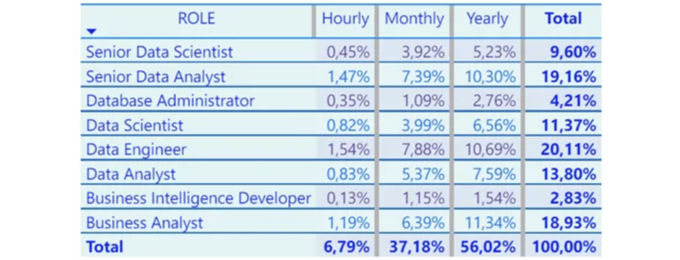 ROLE Hourly Monthly Yearly Total
Senior Data Scientist 0,45% 3,92% 5,23% 9,60%
Senior Data Analyst 1,47% 7,39% 10,30% 19,16%
Database Administrator 0,35% 1,09% 2,76% 4,21%
Data Scientist 0,82% 3,99% 6,56% 11,37%
Data Engineer 1,54% 7,88% 10,69% 20,11%
Data Analyst 0,83% 5,37% 7,59% 13,80%
Business Intelligence Developer 0,13% 1,15% 1,54% 2,83%
Business Analyst 1,19% 6,39% 11,34% 18,93%
Total 6,79% 37,18% 56,02% 100,00%